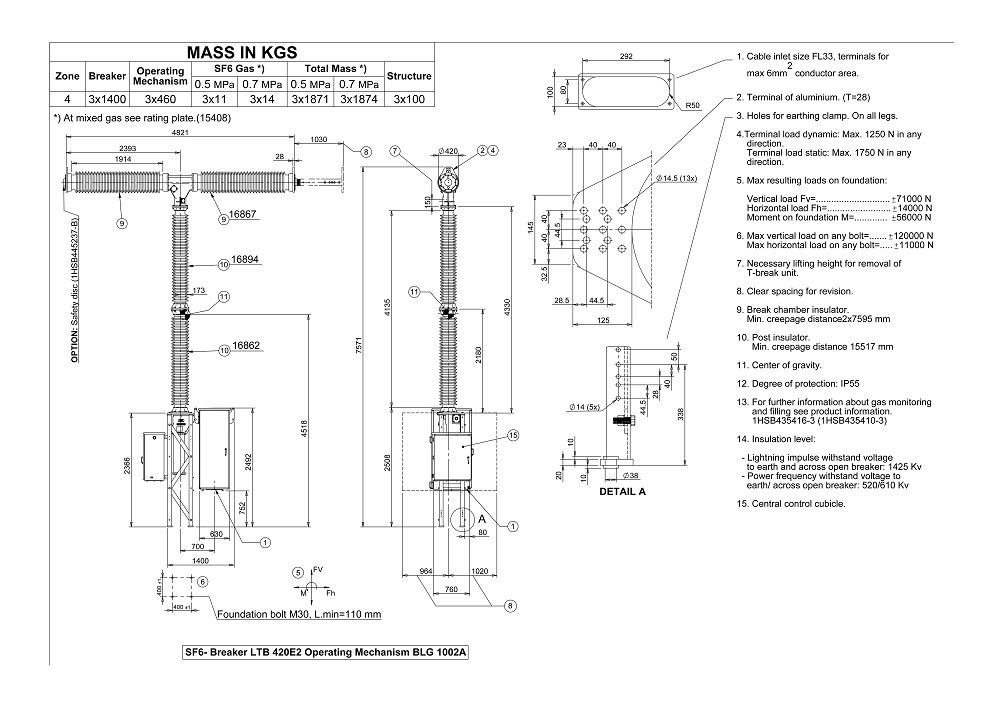 MASS IN KGS
Zone Breaker Operating Mechanism SF6 Gas *) Total Mass *) Structure
0.5 MPa 0.7 MPa 0.5 MPa 0.7 MPa
4 3x1400 3x460 3x11 3x14 3x1871 3x1874 3x100
*) At mixed gas see rating plate.(15408)
4821
2393
1030
1914
28
8
9
9 16867
10 16894
173
11
10 16862
OPTION: Safety disc (1HSB445237-B)
4518
2366
2492
752
630
700
1400
1
6
400 ±1
400 ±1
5
FV
M
Fh
Foundation bolt M30, L.min=110 mm
7
Ø420
2 4
150
11
4135
4330
7571
2180
2508
15
A
1
80
964
1020
760
8
SF6- Breaker LTB 420E2 Operating Mechanism BLG 1002A
292
100
80
R50
23
40
40
Ø14.5 (13x)
145
40
40
44.5
32.5
28.5
44.5
125
50
40
28
44.5
338
Ø14 (5x)
10
20
10
Ø38
DETAIL A
1. Cable inlet size FL33, terminals for
max 6mm2 conductor area.
2. Terminal of aluminium. (T=28)
3. Holes for earthing clamp. On all legs.
4.Terminal load dynamic: Max. 1250 N in any
direction.
Terminal load static: Max. 1750 N in any
direction.
5. Max resulting loads on foundation:
Vertical load Fv=............................ ±71000 N
Horizontal load Fh=........................ ±14000 N
Moment on foundation M=............. ±56000 N
6. Max vertical load on any bolt=....... ±120000 N
Max horizontal load on any bolt=..... ±11000 N
7. Necessary lifting height for removal of
T-break unit.
8. Clear spacing for revision.
9. Break chamber insulator.
Min. creepage distance2x7595 mm
10. Post insulator.
Min. creepage distance 15517 mm
11. Center of gravity.
12. Degree of protection: IP55
13. For further information about gas monitoring
and filling see product information.
1HSB435416-3 (1HSB435410-3)
14. Insulation level:
- Lightning impulse withstand voltage
to earth and across open breaker: 1425 Kv
- Power frequency withstand voltage to
earth/ across open breaker: 520/610 Kv
15. Central control cubicle.